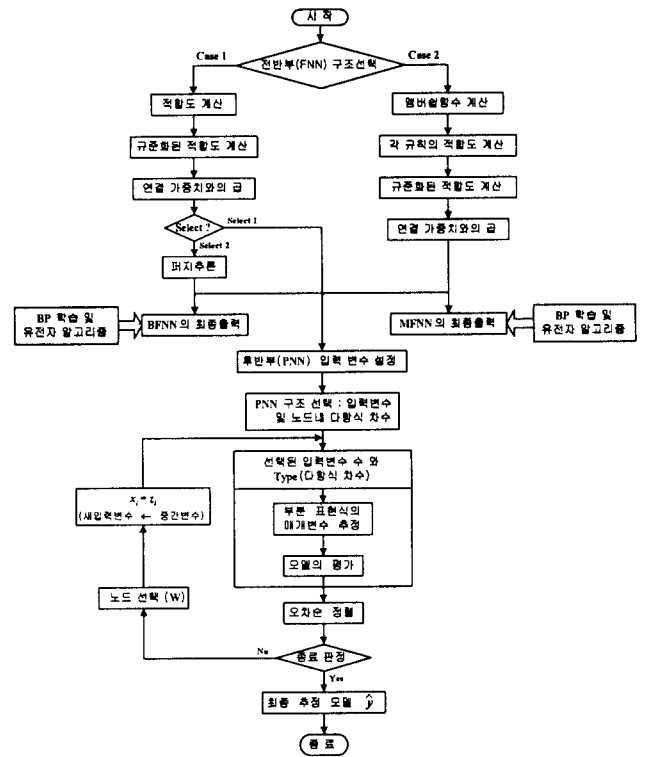 시 작
Case 1
Case 2
전반부(FNN) 구조선택
적합도 계산
멤버쉽함수 계산
규준화된 적합도 계산
각 규칙의 적합도 계산
연결 가중치와의 곱
규준화된 적합도 계산
Select ?
Select 1
Select 2
연결 가중치와의 곱
퍼지추론
BP 학습 및
유전자 알고리즘
BFNN 의 최종출력
MFNN 의 최종출력
BP 학습 및
유전자 알고리즘
후반부(PNN) 입력 변수 설정
PNN 구조 선택 : 입력변수
및 노드내 다항식 차수
선택된 입력변수 수 와
Type(다항식 차수)
부분 표현식의
매개변수 추정
모델의 평가
xᵢ = zᵢ
(새입력변수 ← 중간변수)
노드 선택 (W)
오차순 정렬
No
종료 판정
Yes
최종 추정 모델 ŷ
종 료